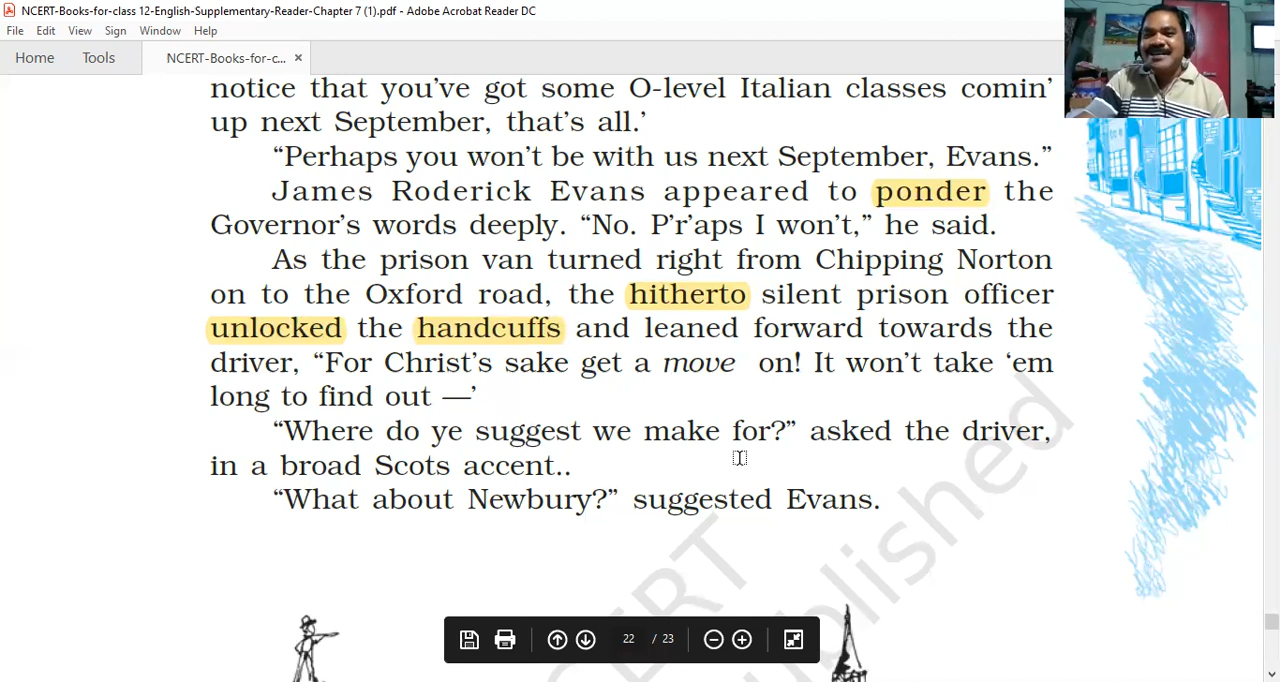 NCERT-Books-for-class 12-English-Supplementary-Reader-Chapter 7 (1).pdf - Adobe Acrobat Reader DC
File Edit View Sign Window Help
Home Tools NCERT-Books-for-c... ×
notice that you’ve got some O-level Italian classes comin’
up next September, that’s all.’
“Perhaps you won’t be with us next September, Evans.”
James Roderick Evans appeared to ponder the
Governor’s words deeply. “No. P’r’aps I won’t,” he said.
As the prison van turned right from Chipping Norton
on to the Oxford road, the hitherto silent prison officer
unlocked the handcuffs and leaned forward towards the
driver, “For Christ’s sake get a move on! It won’t take ‘em
long to find out —’
“Where do ye suggest we make for?” asked the driver,
in a broad Scots accent..
“What about Newbury?” suggested Evans.
22 / 23